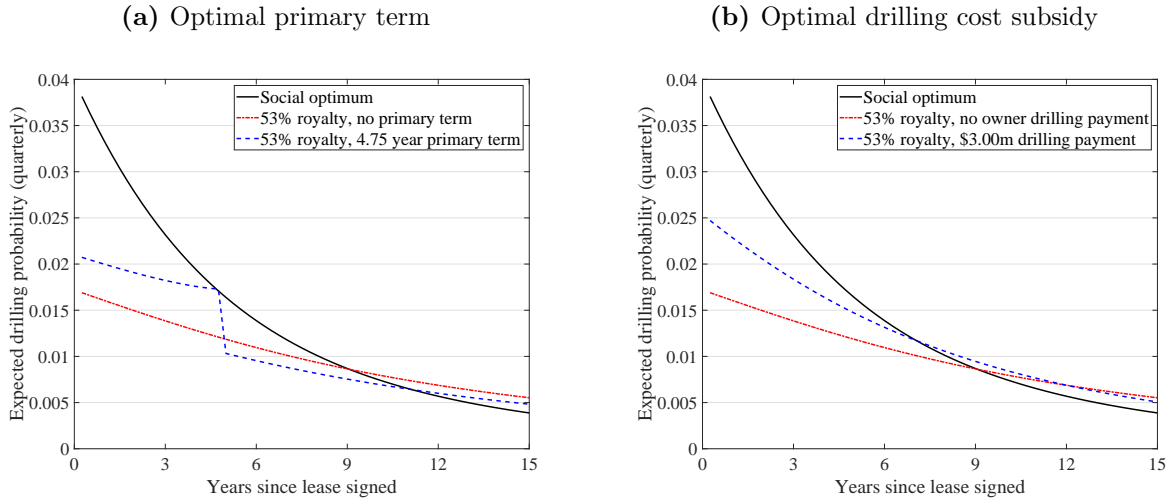 (a) Optimal primary term
Expected drilling probability (quarterly)
0.04
0.035
0.03
0.025
0.02
0.015
0.01
0.005
0
Social optimum
53% royalty, no primary term
53% royalty, 4.75 year primary term
0 3 6 9 12 15
Years since lease signed
(b) Optimal drilling cost subsidy
Expected drilling probability (quarterly)
0.04
0.035
0.03
0.025
0.02
0.015
0.01
0.005
0
Social optimum
53% royalty, no owner drilling payment
53% royalty, $3.00m drilling payment
0 3 6 9 12 15
Years since lease signed